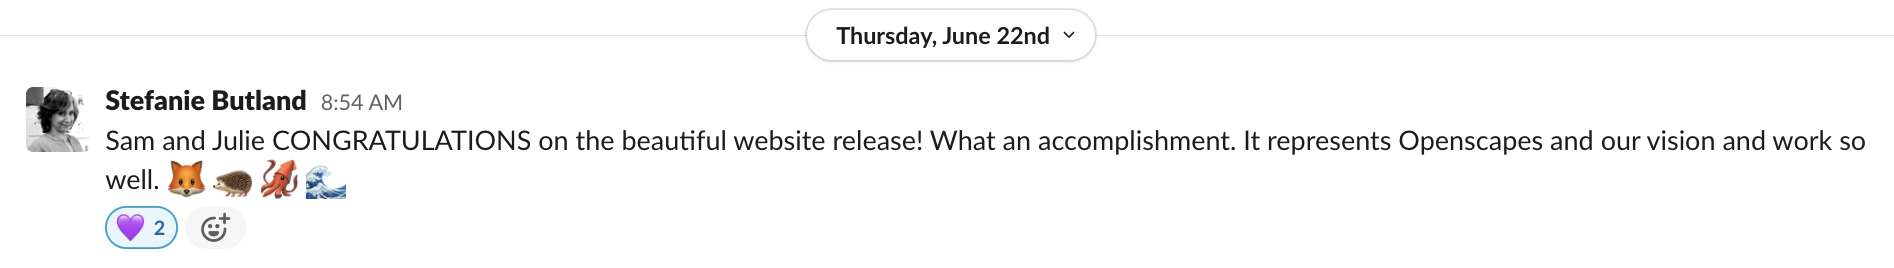 Thursday, June 22nd
Stefanie Butland 8:54 AM
Sam and Julie CONGRATULATIONS on the beautiful website release! What an accomplishment. It represents Openscapes and our vision and work so
well. 🦊 🦔 🦑 🌊
💜 2